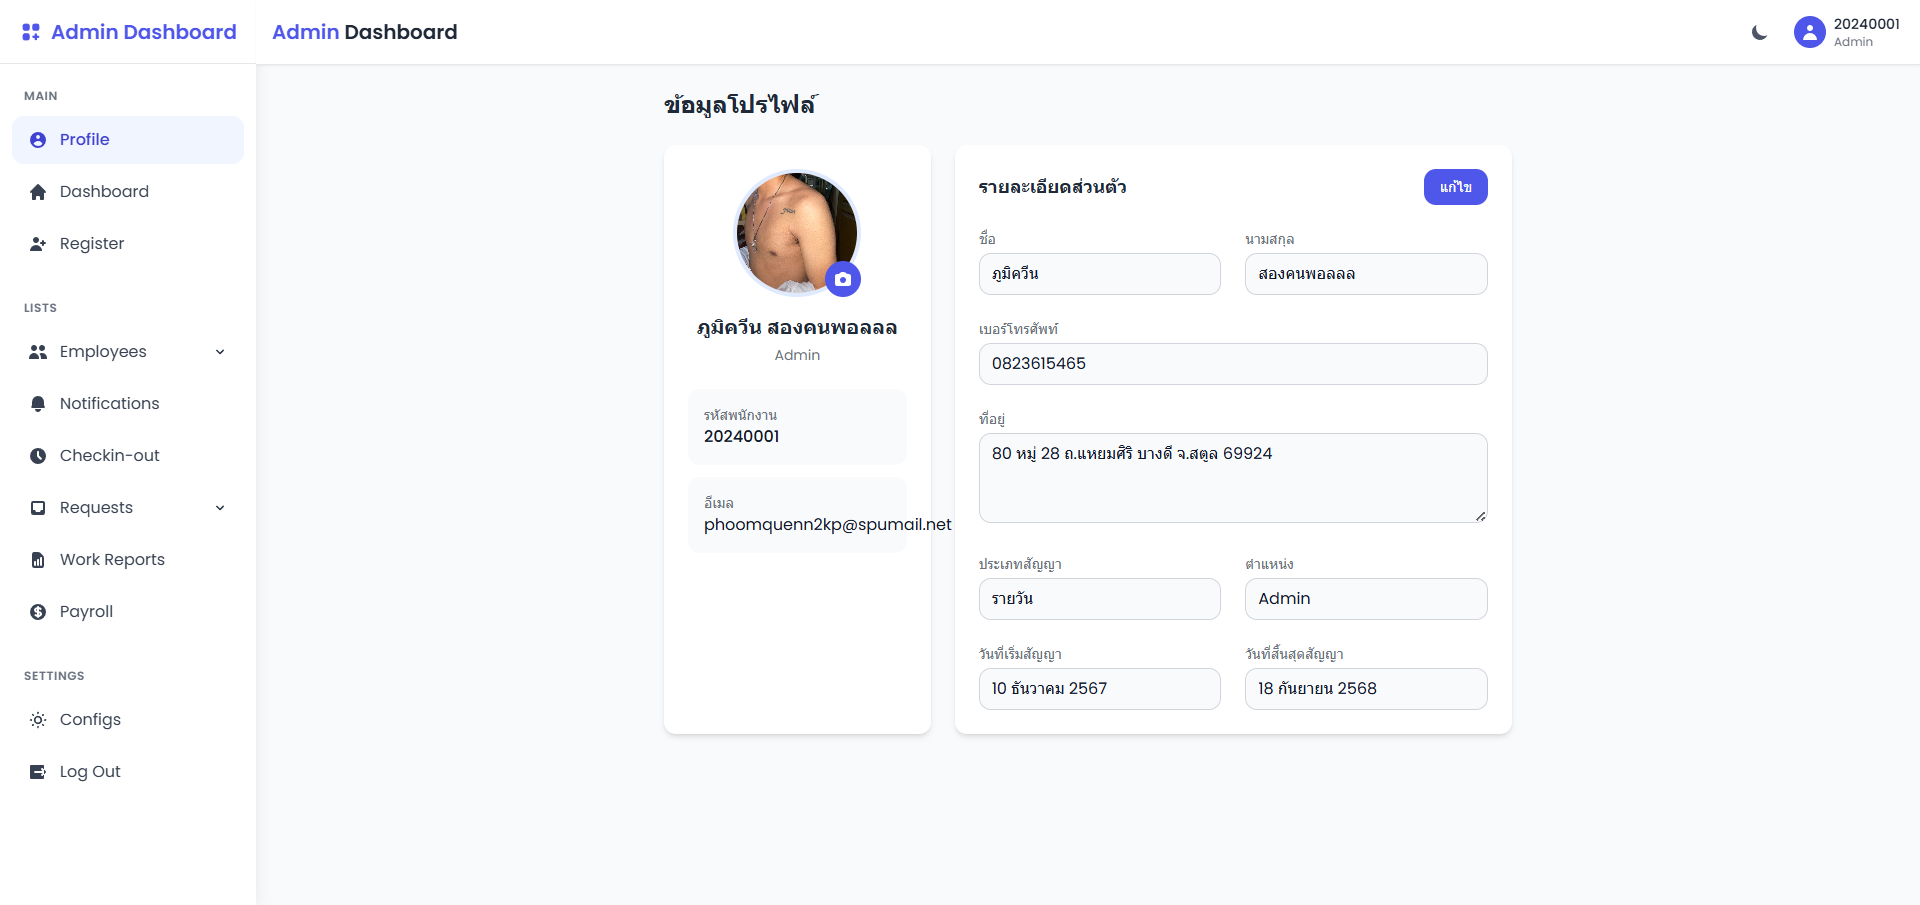 Admin Dashboard
Admin Dashboard
20240001
Admin
MAIN
Profile
Dashboard
Register
LISTS
Employees
Notifications
Checkin-out
Requests
Work Reports
Payroll
SETTINGS
Configs
Log Out
ข้อมูลโปรไฟล์
ภูมิควีน สองคนพอลลล
Admin
รหัสพนักงาน
20240001
อีเมล
phoomquenn2kp@spumail.net
รายละเอียดส่วนตัว
แก้ไข
ชื่อ
นามสกุล
ภูมิควีน
สองคนพอลลล
เบอร์โทรศัพท์
0823615465
ที่อยู่
80 หมู่ 28 ถ.แหยมศิริ บางดี จ.สตูล 69924
ประเภทสัญญา
ตำแหน่ง
รายวัน
Admin
วันที่เริ่มสัญญา
วันที่สิ้นสุดสัญญา
10 ธันวาคม 2567
18 กันยายน 2568